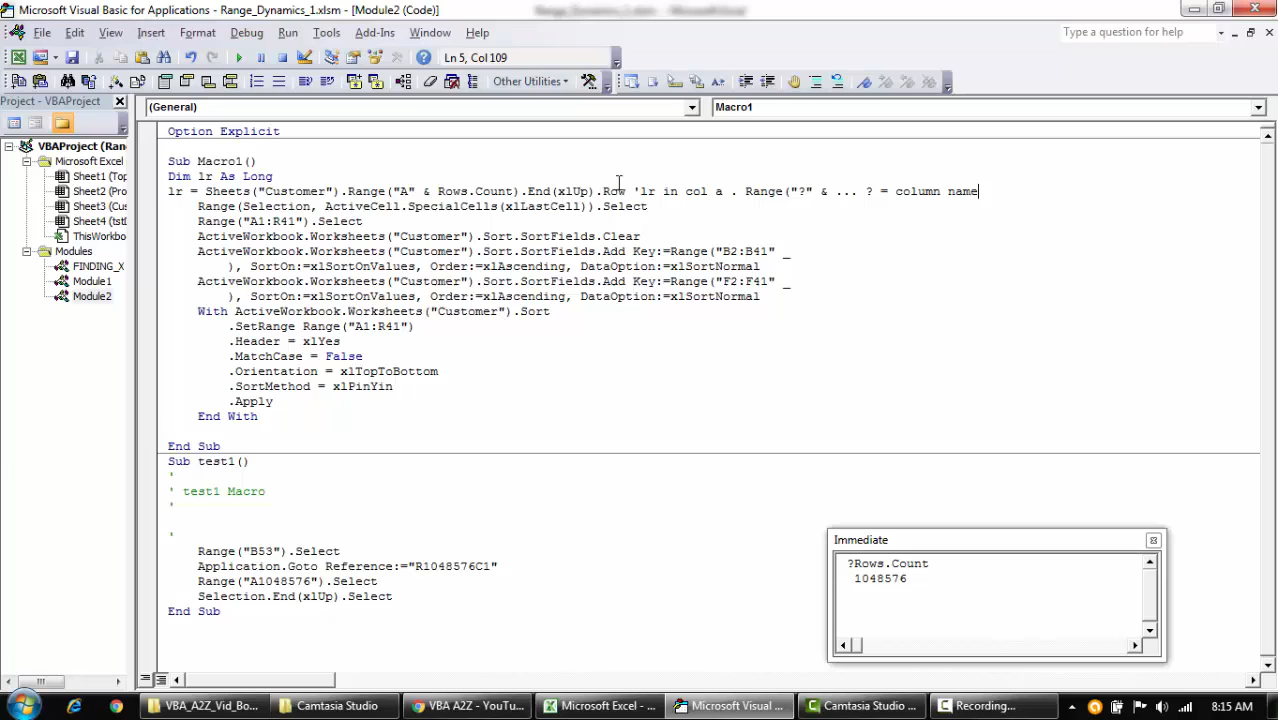 Microsoft Visual Basic for Applications - Range_Dynamics_1.xlsm - [Module2 (Code)]
File Edit View Insert Format Debug Run Tools Add-Ins Window Help
Type a question for help
Ln 5, Col 109
Other Utilities
Project - VBAProject
(General)
Macro1
VBAProject (Ran
Microsoft Excel
Sheet1 (Top
Sheet2 (Pro
Sheet3 (Cus
Sheet4 (tst
ThisWorkbo
Modules
FINDING_X
Module1
Module2
Option Explicit
Sub Macro1()
Dim lr As Long
lr = Sheets("Customer").Range("A" & Rows.Count).End(xlUp).Row 'lr in col a . Range("?" & ... ? = column name
Range(Selection, ActiveCell.SpecialCells(xlLastCell)).Select
Range("A1:R41").Select
ActiveWorkbook.Worksheets("Customer").Sort.SortFields.Clear
ActiveWorkbook.Worksheets("Customer").Sort.SortFields.Add Key:=Range("B2:B41" _
), SortOn:=xlSortOnValues, Order:=xlAscending, DataOption:=xlSortNormal
ActiveWorkbook.Worksheets("Customer").Sort.SortFields.Add Key:=Range("F2:F41" _
), SortOn:=xlSortOnValues, Order:=xlAscending, DataOption:=xlSortNormal
With ActiveWorkbook.Worksheets("Customer").Sort
.SetRange Range("A1:R41")
.Header = xlYes
.MatchCase = False
.Orientation = xlTopToBottom
.SortMethod = xlPinYin
.Apply
End With
End Sub
Sub test1()
'
' test1 Macro
'
'
Range("B53").Select
Application.Goto Reference:="R1048576C1"
Range("A1048576").Select
Selection.End(xlUp).Select
End Sub
Immediate
?Rows.Count
1048576
VBA_A2Z_Vid_Bo...
Camtasia Studio
VBA A2Z - YouTu...
Microsoft Excel - ...
Microsoft Visual ...
Camtasia Studio ...
Recording...
8:15 AM